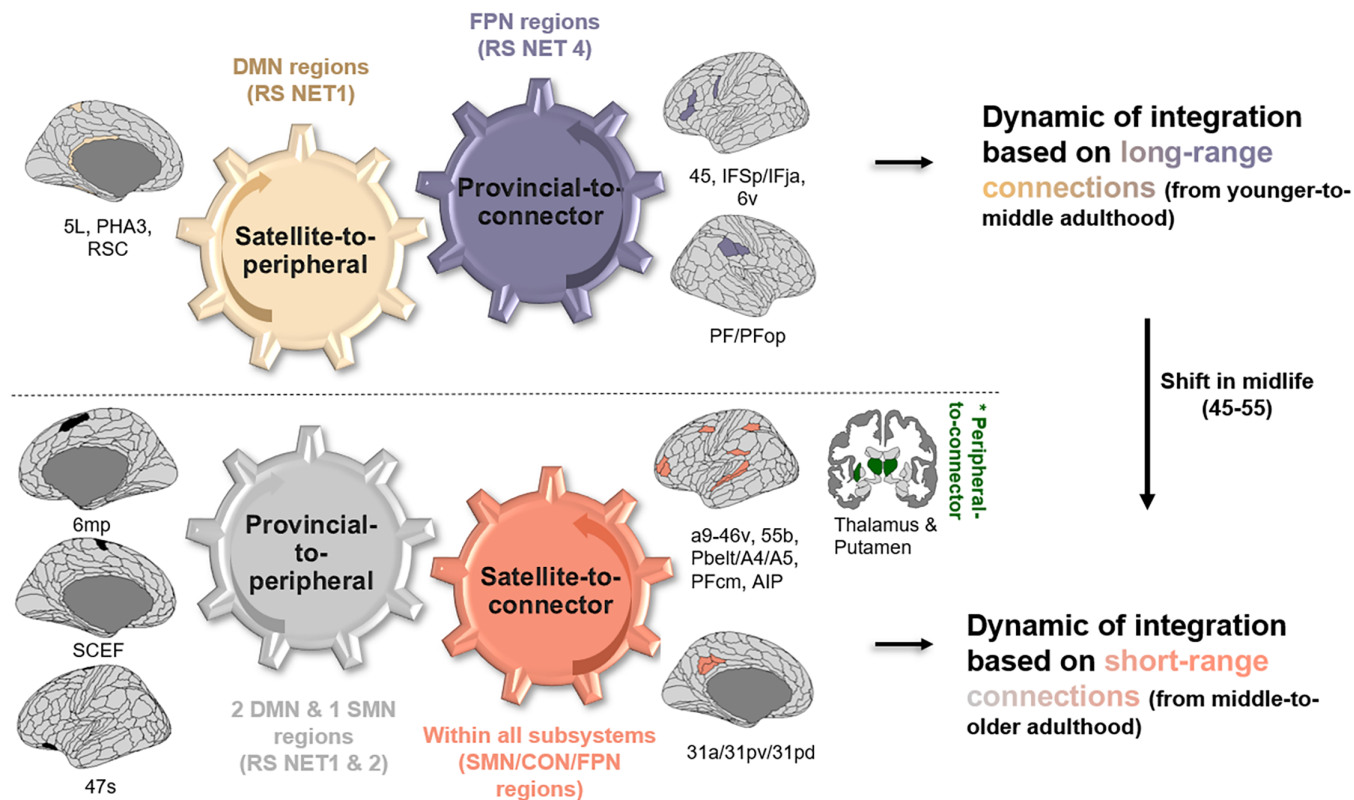 FPN regions
(RS NET 4)
DMN regions
(RS NET1)
5L, PHA3,
RSC
Satellite-to-
peripheral
Provincial-to-
connector
45, IFSp/IFja,
6v
PF/PFop
Dynamic of integration
based on long-range
connections (from younger-to-
middle adulthood)
Shift in midlife
(45-55)
6mp
SCEF
47s
Provincial-
to-
peripheral
2 DMN & 1 SMN
regions
(RS NET1 & 2)
Satellite-to-
connector
Within all subsystems
(SMN/CON/FPN
regions)
a9-46v, 55b,
Pbelt/A4/A5,
PFcm, AIP
31a/31pv/31pd
* Peripheral-
to-connector
Thalamus &
Putamen
Dynamic of integration
based on short-range
connections (from middle-to-
older adulthood)